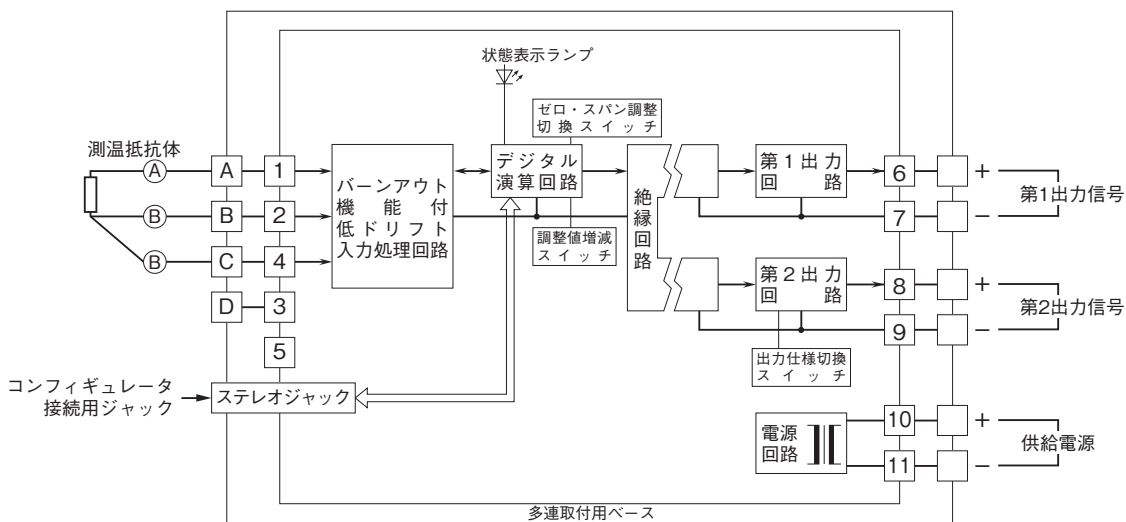 状態表示ランプ
ゼロ・スパン調整
切換スイッチ
測温抵抗体
A
B
B
A
B
C
D
1
2
4
3
5
バーンアウト
機能付
低ドリフト
入力処理回路
デジタル
演算回路
調整値増減
スイッチ
絶縁回路
第1出力
回路
第2出力
回路
出力仕様切換
スイッチ
6
7
8
9
10
11
+
−
第1出力信号
+
−
第2出力信号
+
−
供給電源
電源
回路
コンフィギュレータ
接続用ジャック
ステレオジャック
多連取付用ベース